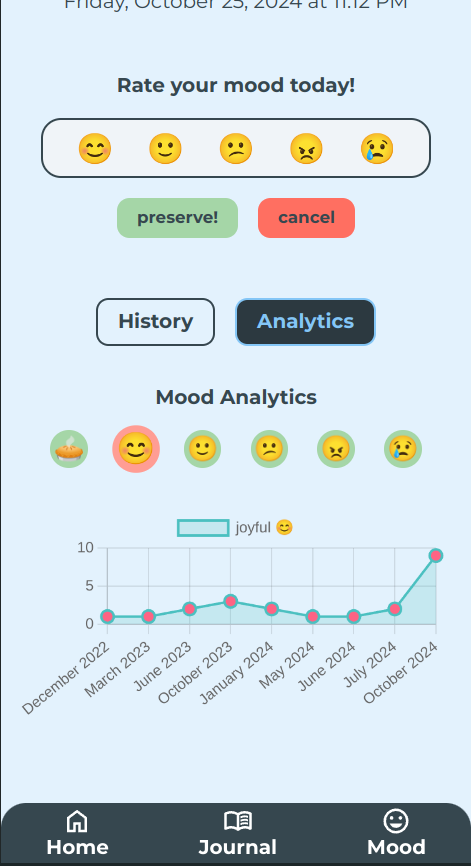 Friday, October 25, 2024 at 11:12 PM
Rate your mood today!
😊 🙂 😕 😠 😢
preserve! cancel
History Analytics
Mood Analytics
🥧 😊 🙂 😕 😠 😢
joyful 😊
10
5
0
December 2022
March 2023
June 2023
October 2023
January 2024
May 2024
June 2024
July 2024
October 2024
Home Journal Mood